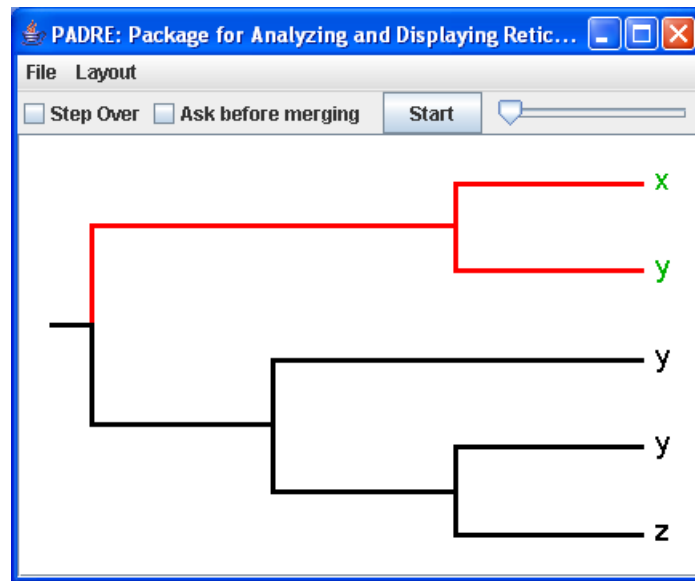 PADRE: Package for Analyzing and Displaying Retic...
File Layout
Step Over Ask before merging Start
x
y
y
y
z